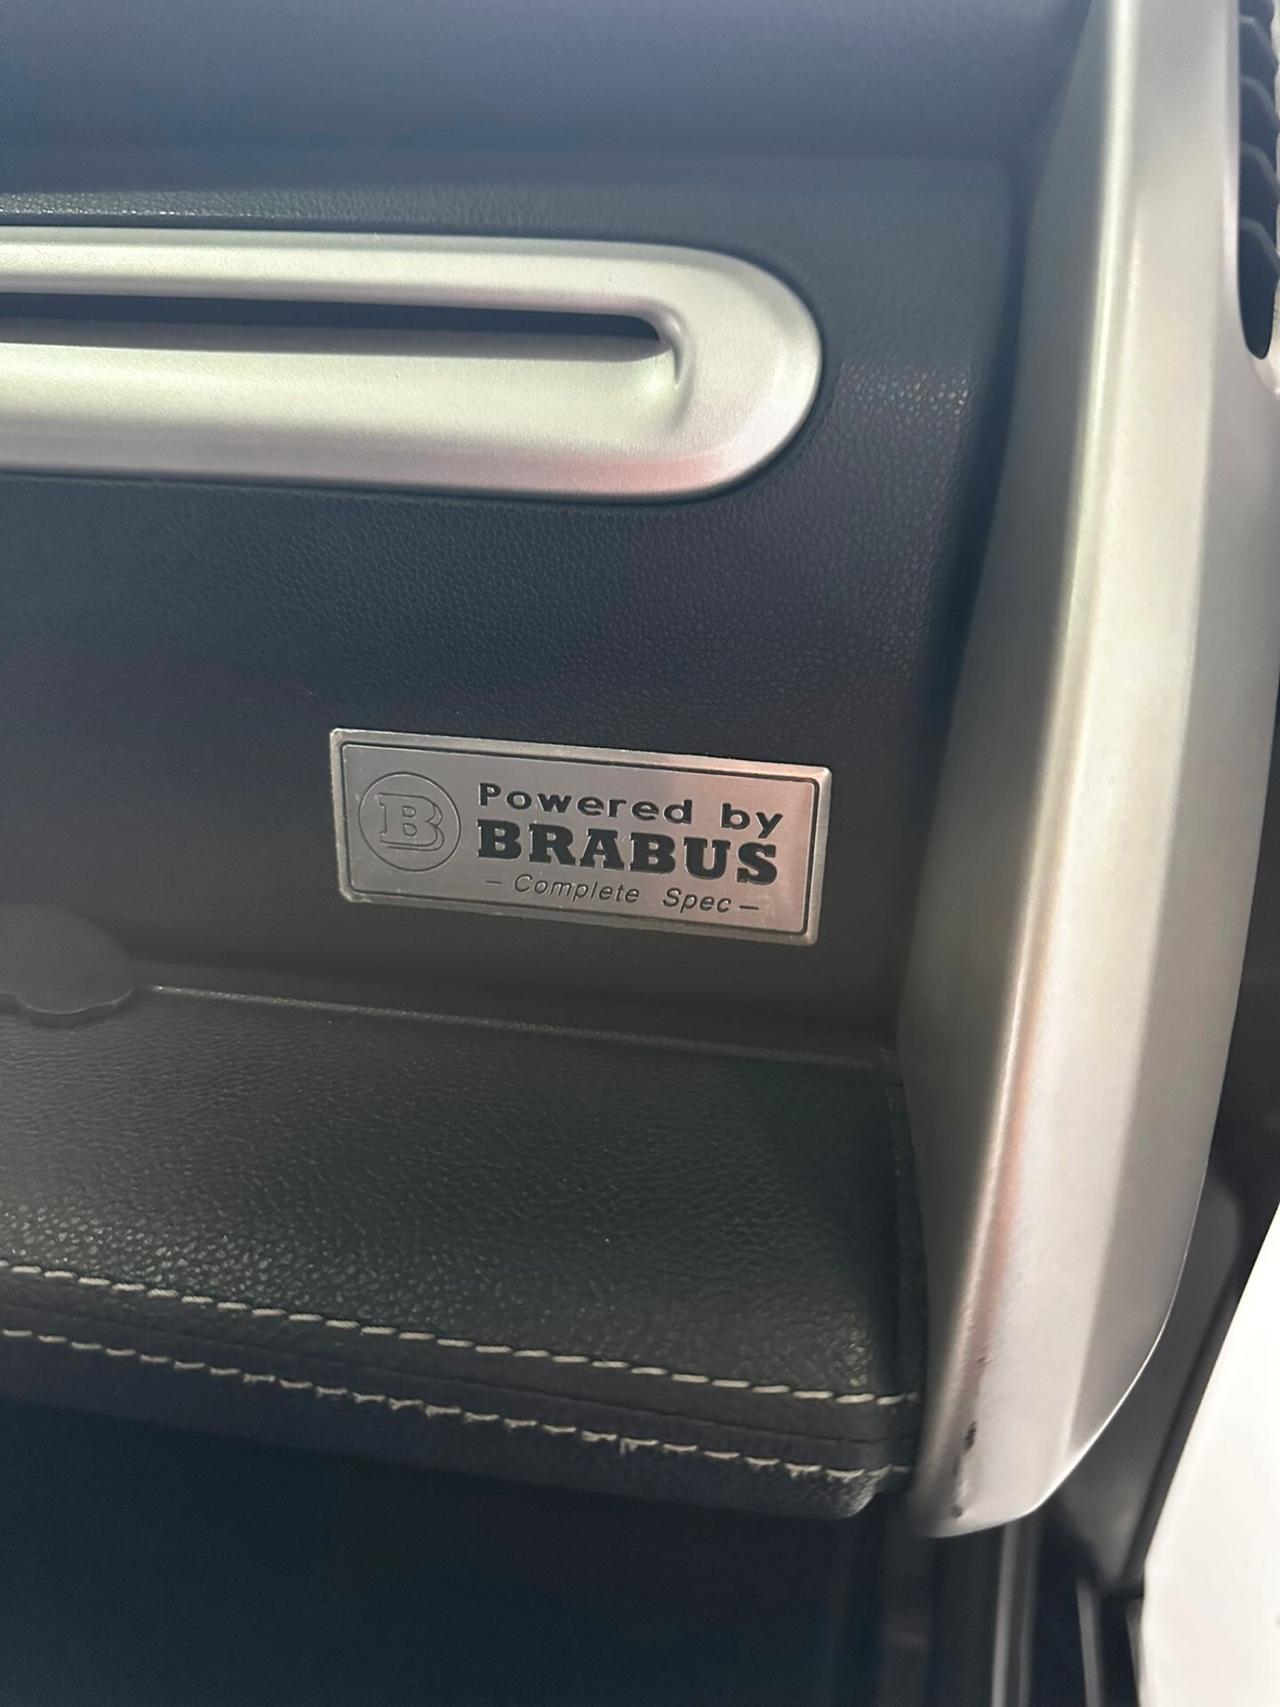 B
Powered by
BRABUS
– Complete Spec –